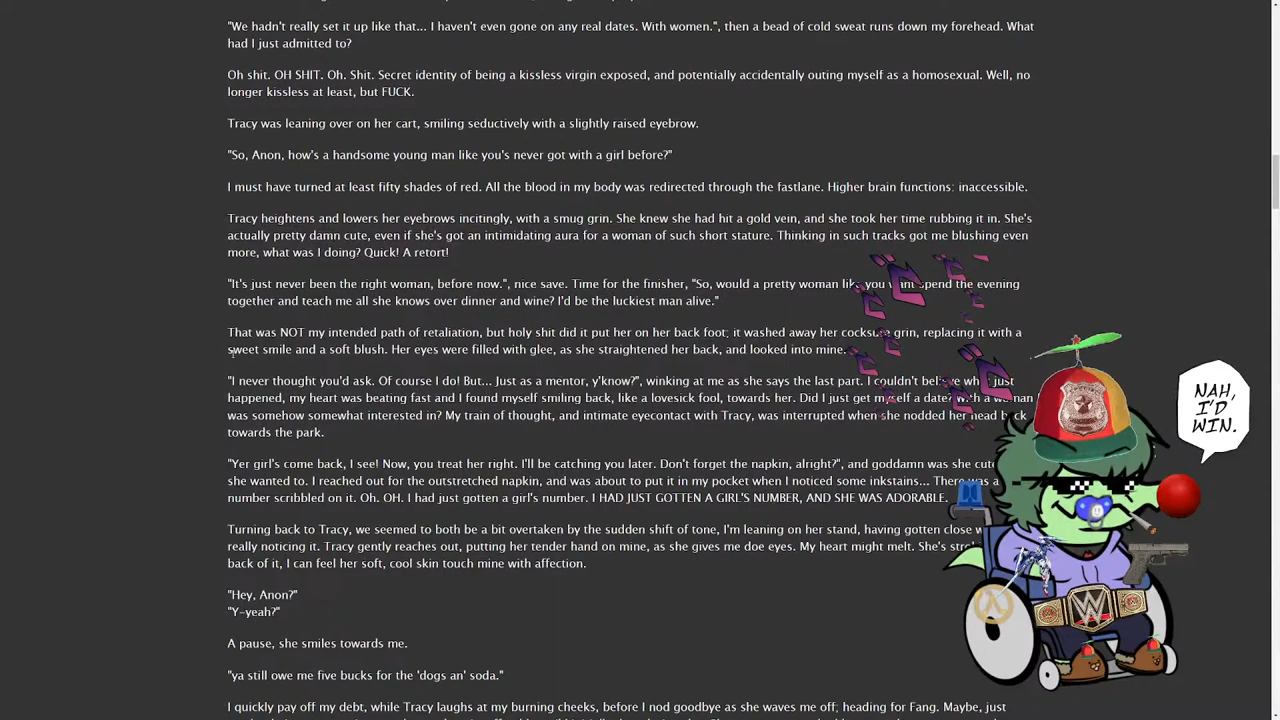 "We hadn't really set it up like that... I haven't even gone on any real dates. With women.", then a bead of cold sweat runs down my forehead. What
had I just admitted to?
Oh shit. OH SHIT. Oh. Shit. Secret identity of being a kissless virgin exposed, and potentially accidentally outing myself as a homosexual. Well, no
longer kissless at least, but FUCK.
Tracy was leaning over on her cart, smiling seductively with a slightly raised eyebrow.
"So, Anon, how's a handsome young man like you's never got with a girl before?"
I must have turned at least fifty shades of red. All the blood in my body was redirected through the fastlane. Higher brain functions: inaccessible.
Tracy heightens and lowers her eyebrows incitingly, with a smug grin. She knew she had hit a gold vein, and she took her time rubbing it in. She's
actually pretty damn cute, even if she's got an intimidating aura for a woman of such short stature. Thinking in such tracks got me blushing even
more, what was I doing? Quick! A retort!
"It's just never been the right woman, before now.", nice save. Time for the finisher, "So, would a pretty woman like you want spend the evening
together and teach me all she knows over dinner and wine? I'd be the luckiest man alive."
That was NOT my intended path of retaliation, but holy shit did it put her on her back foot; it washed away her cocksure grin, replacing it with a
sweet smile and a soft blush. Her eyes were filled with glee, as she straightened her back, and looked into mine.
"I never thought you'd ask. Of course I do! But... Just as a mentor, y'know?", winking at me as she says the last part. I couldn't believe what just
happened, my heart was beating fast and I found myself smiling back, like a lovesick fool, towards her. Did I just get myself a date? With a woman
was somehow somewhat interested in? My train of thought, and intimate eyecontact with Tracy, was interrupted when she nodded her head back
towards the park.
"Yer girl's come back, I see! Now, you treat her right. I'll be catching you later. Don't forget the napkin, alright?", and goddamn was she cute
she wanted to. I reached out for the outstretched napkin, and was about to put it in my pocket when I noticed some inkstains... There was a
number scribbled on it. Oh. OH. I had just gotten a girl's number. I HAD JUST GOTTEN A GIRL'S NUMBER, AND SHE WAS ADORABLE.
Turning back to Tracy, we seemed to both be a bit overtaken by the sudden shift of tone, I'm leaning on her stand, having gotten close
really noticing it. Tracy gently reaches out, putting her tender hand on mine, as she gives me doe eyes. My heart might melt. She's
back of it, I can feel her soft, cool skin touch mine with affection.
"Hey, Anon?"
"Y-yeah?"
A pause, she smiles towards me.
"ya still owe me five bucks for the 'dogs an' soda."
I quickly pay off my debt, while Tracy laughs at my burning cheeks, before I nod goodbye as she waves me off; heading for Fang. Maybe, just
NAH,
I'D
WIN.